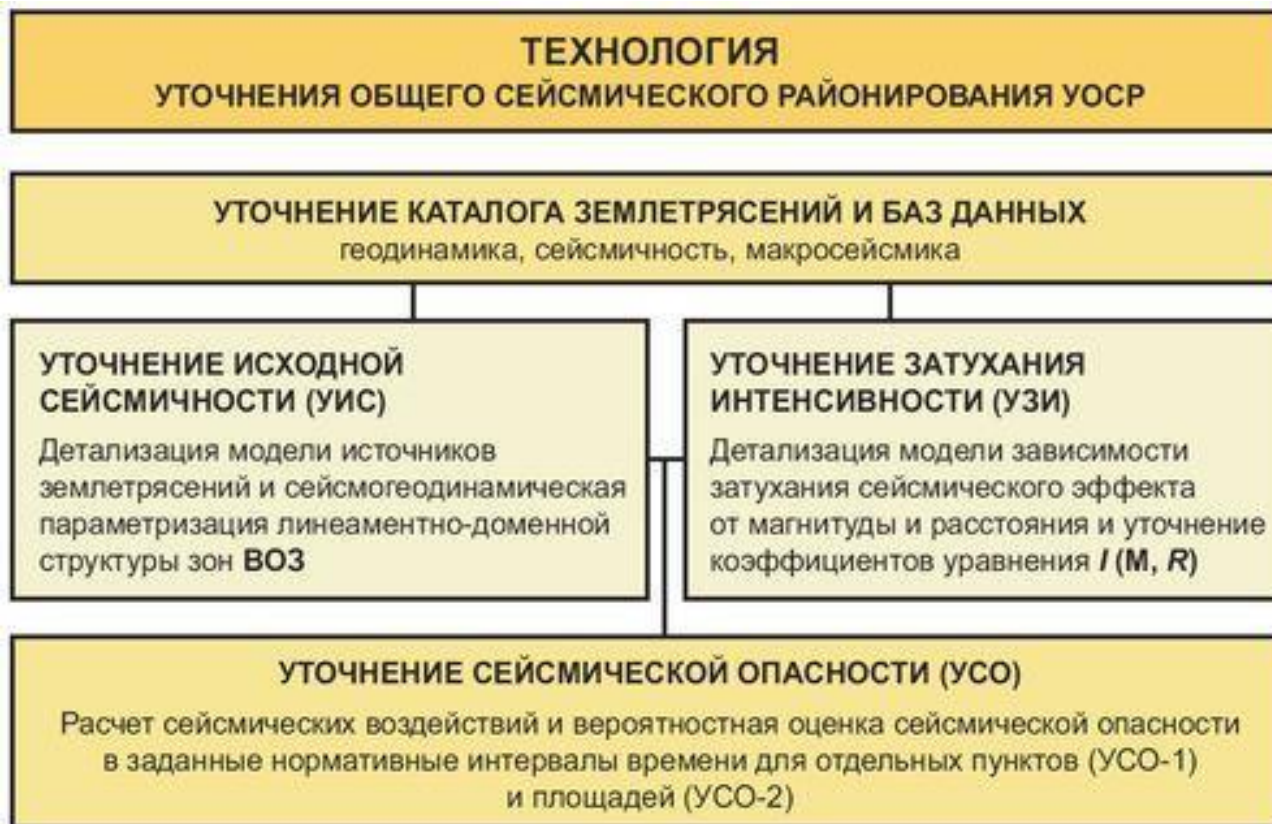 ТЕХНОЛОГИЯ
УТОЧНЕНИЯ ОБЩЕГО СЕЙСМИЧЕСКОГО РАЙОНИРОВАНИЯ УОСР
УТОЧНЕНИЕ КАТАЛОГА ЗЕМЛЕТРЯСЕНИЙ И БАЗ ДАННЫХ
геодинамика, сейсмичность, макросейсмика
УТОЧНЕНИЕ ИСХОДНОЙ
СЕЙСМИЧНОСТИ (УИС)
Детализация модели источников
землетрясений и сейсмогеодинамическая
параметризация линеаментно-доменной
структуры зон ВОЗ
УТОЧНЕНИЕ ЗАТУХАНИЯ
ИНТЕНСИВНОСТИ (УЗИ)
Детализация модели зависимости
затухания сейсмического эффекта
от магнитуды и расстояния и уточнение
коэффициентов уравнения I (M, R)
УТОЧНЕНИЕ СЕЙСМИЧЕСКОЙ ОПАСНОСТИ (УСО)
Расчет сейсмических воздействий и вероятностная оценка сейсмической опасности
в заданные нормативные интервалы времени для отдельных пунктов (УСО-1)
и площадей (УСО-2)